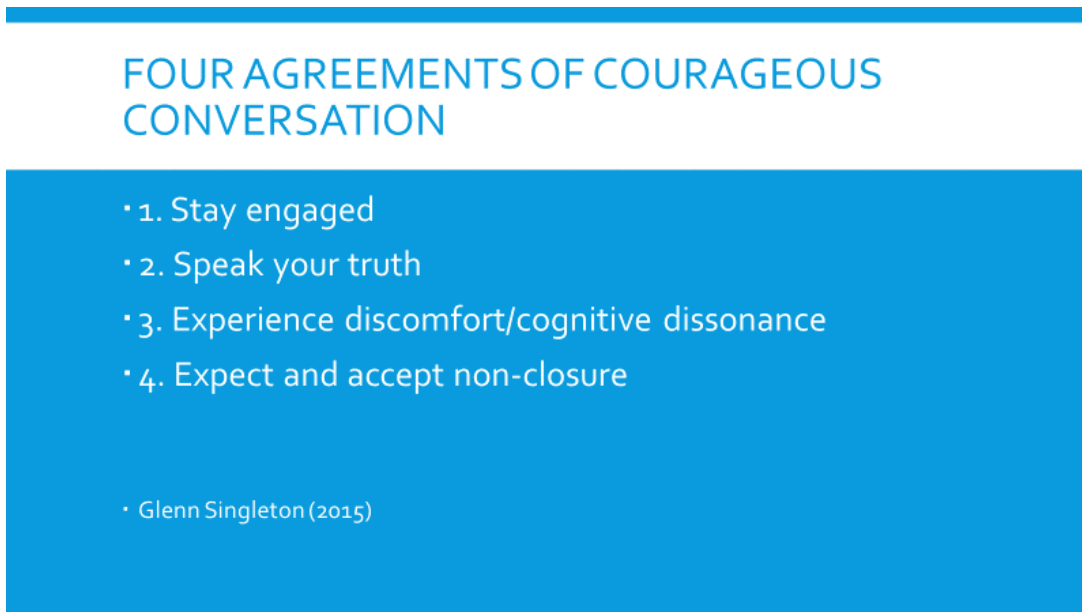 FOUR AGREEMENTS OF COURAGEOUS
CONVERSATION
▪ 1. Stay engaged
▪ 2. Speak your truth
▪ 3. Experience discomfort/cognitive dissonance
▪ 4. Expect and accept non-closure
▪ Glenn Singleton (2015)